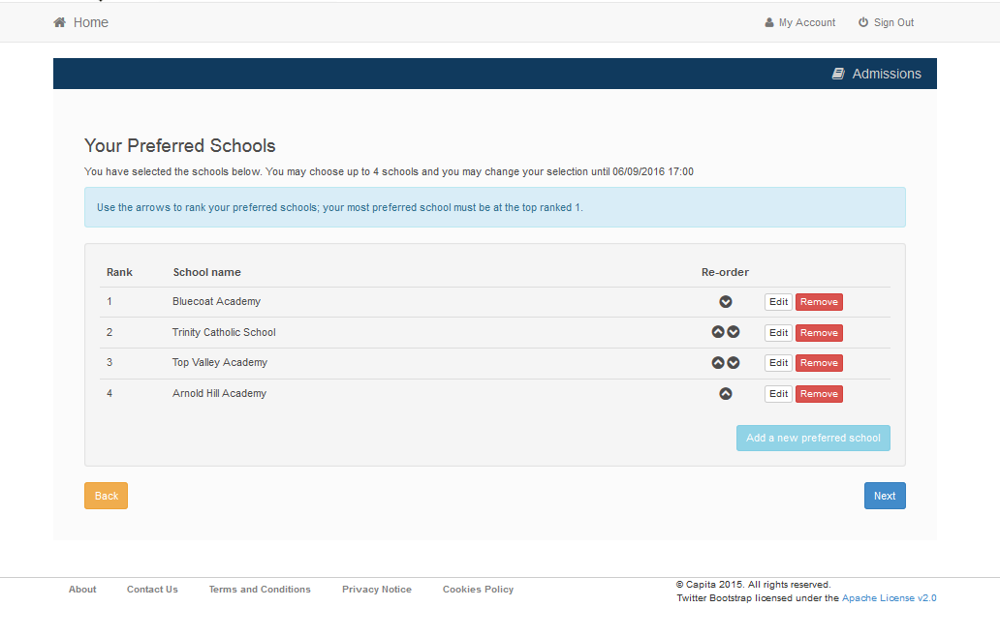 Home
My Account
Sign Out
Admissions
Your Preferred Schools
You have selected the schools below. You may choose up to 4 schools and you may change your selection until 06/09/2016 17:00
Use the arrows to rank your preferred schools; your most preferred school must be at the top ranked 1.
Rank School name Re-order
1 Bluecoat Academy Edit Remove
2 Trinity Catholic School Edit Remove
3 Top Valley Academy Edit Remove
4 Arnold Hill Academy Edit Remove
Add a new preferred school
Back
Next
About Contact Us Terms and Conditions Privacy Notice Cookies Policy
© Capita 2015. All rights reserved.
Twitter Bootstrap licensed under the Apache License v2.0